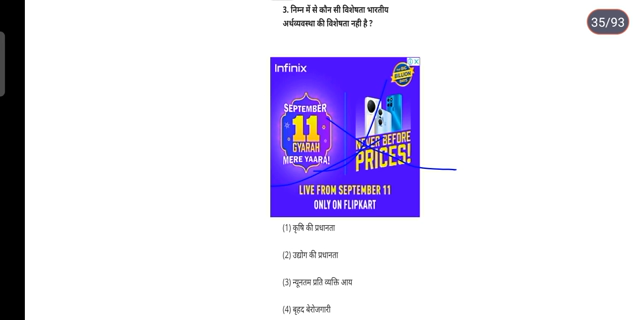 35/93
3. निम्न में से कौन सी विशेषता भारतीय
अर्थव्यवस्था की विशेषता नही है ?
Infinix
BILLION
SEPTEMBER
11
GYARAH
MERE YAARA!
NEVER BEFORE
PRICES!
LIVE FROM SEPTEMBER 11
ONLY ON FLIPKART
(1) कृषि की प्रधानता
(2) उद्योग की प्रधानता
(3) न्यूनतम प्रति व्यक्ति आय
(4) बृहद बेरोजगारी